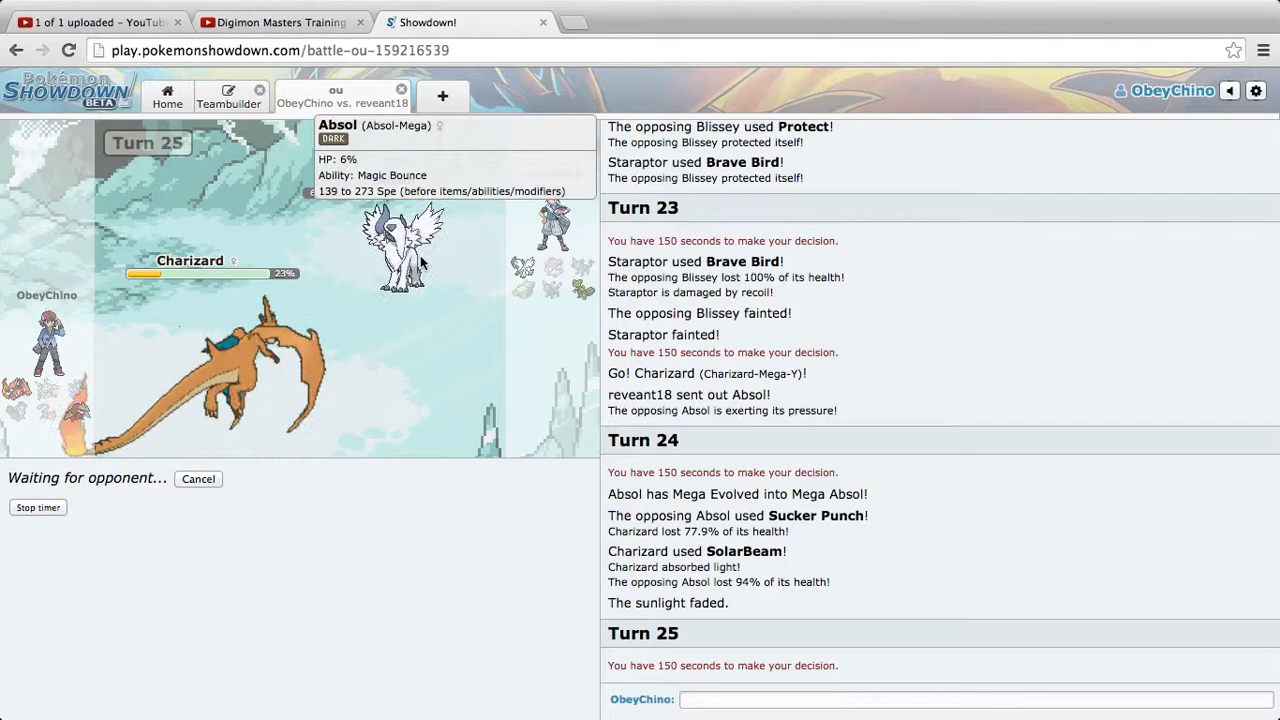 1 of 1 uploaded – YouTub
Digimon Masters Training
Showdown!
play.pokemonshowdown.com/battle-ou-159216539
Pokémon
SHOWDOWN
BETA
Home
Teambuilder
ou
ObeyChino vs. reveant18
+
ObeyChino
Turn 25
Absol (Absol-Mega) ♀
DARK
HP: 6%
Ability: Magic Bounce
139 to 273 Spe (before items/abilities/modifiers)
Charizard ♀
23%
ObeyChino
Waiting for opponent... Cancel
Stop timer
The opposing Blissey used Protect!
The opposing Blissey protected itself!
Staraptor used Brave Bird!
The opposing Blissey protected itself!
Turn 23
You have 150 seconds to make your decision.
Staraptor used Brave Bird!
The opposing Blissey lost 100% of its health!
Staraptor is damaged by recoil!
The opposing Blissey fainted!
Staraptor fainted!
You have 150 seconds to make your decision.
Go! Charizard (Charizard-Mega-Y)!
reveant18 sent out Absol!
The opposing Absol is exerting its pressure!
Turn 24
You have 150 seconds to make your decision.
Absol has Mega Evolved into Mega Absol!
The opposing Absol used Sucker Punch!
Charizard lost 77.9% of its health!
Charizard used SolarBeam!
Charizard absorbed light!
The opposing Absol lost 94% of its health!
The sunlight faded.
Turn 25
You have 150 seconds to make your decision.
ObeyChino: